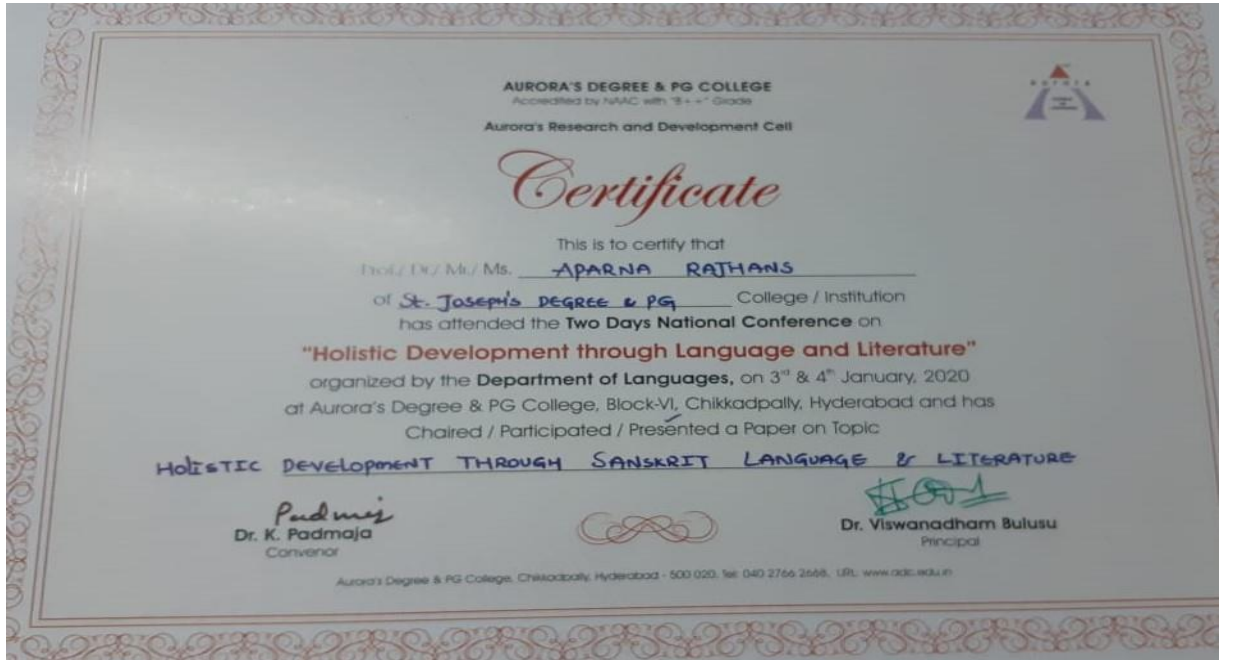 AURORA'S DEGREE & PG COLLEGE
Accredited by NAAC with "B++" Grade
Aurora's Research and Development Cell
Certificate
This is to certify that
Prof./ Dr./ Mr./ Ms. APARNA RATHANS
of St. JOSEPH'S DEGREE & PG College / Institution
has attended the Two Days National Conference on
"Holistic Development through Language and Literature"
organized by the Department of Languages, on 3rd & 4th January, 2020
at Aurora's Degree & PG College, Block-VI, Chikkadpally, Hyderabad and has
Chaired / Participated / Presented a Paper on Topic
HOLISTIC DEVELOPMENT THROUGH SANSKRIT LANGUAGE & LITERATURE
Dr. K. Padmaja
Convenor
Dr. Viswanadham Bulusu
Principal
Aurora's Degree & PG College, Chikkadpally, Hyderabad - 500 020, Tel: 040 2766 2668, URL: www.adc.edu.in